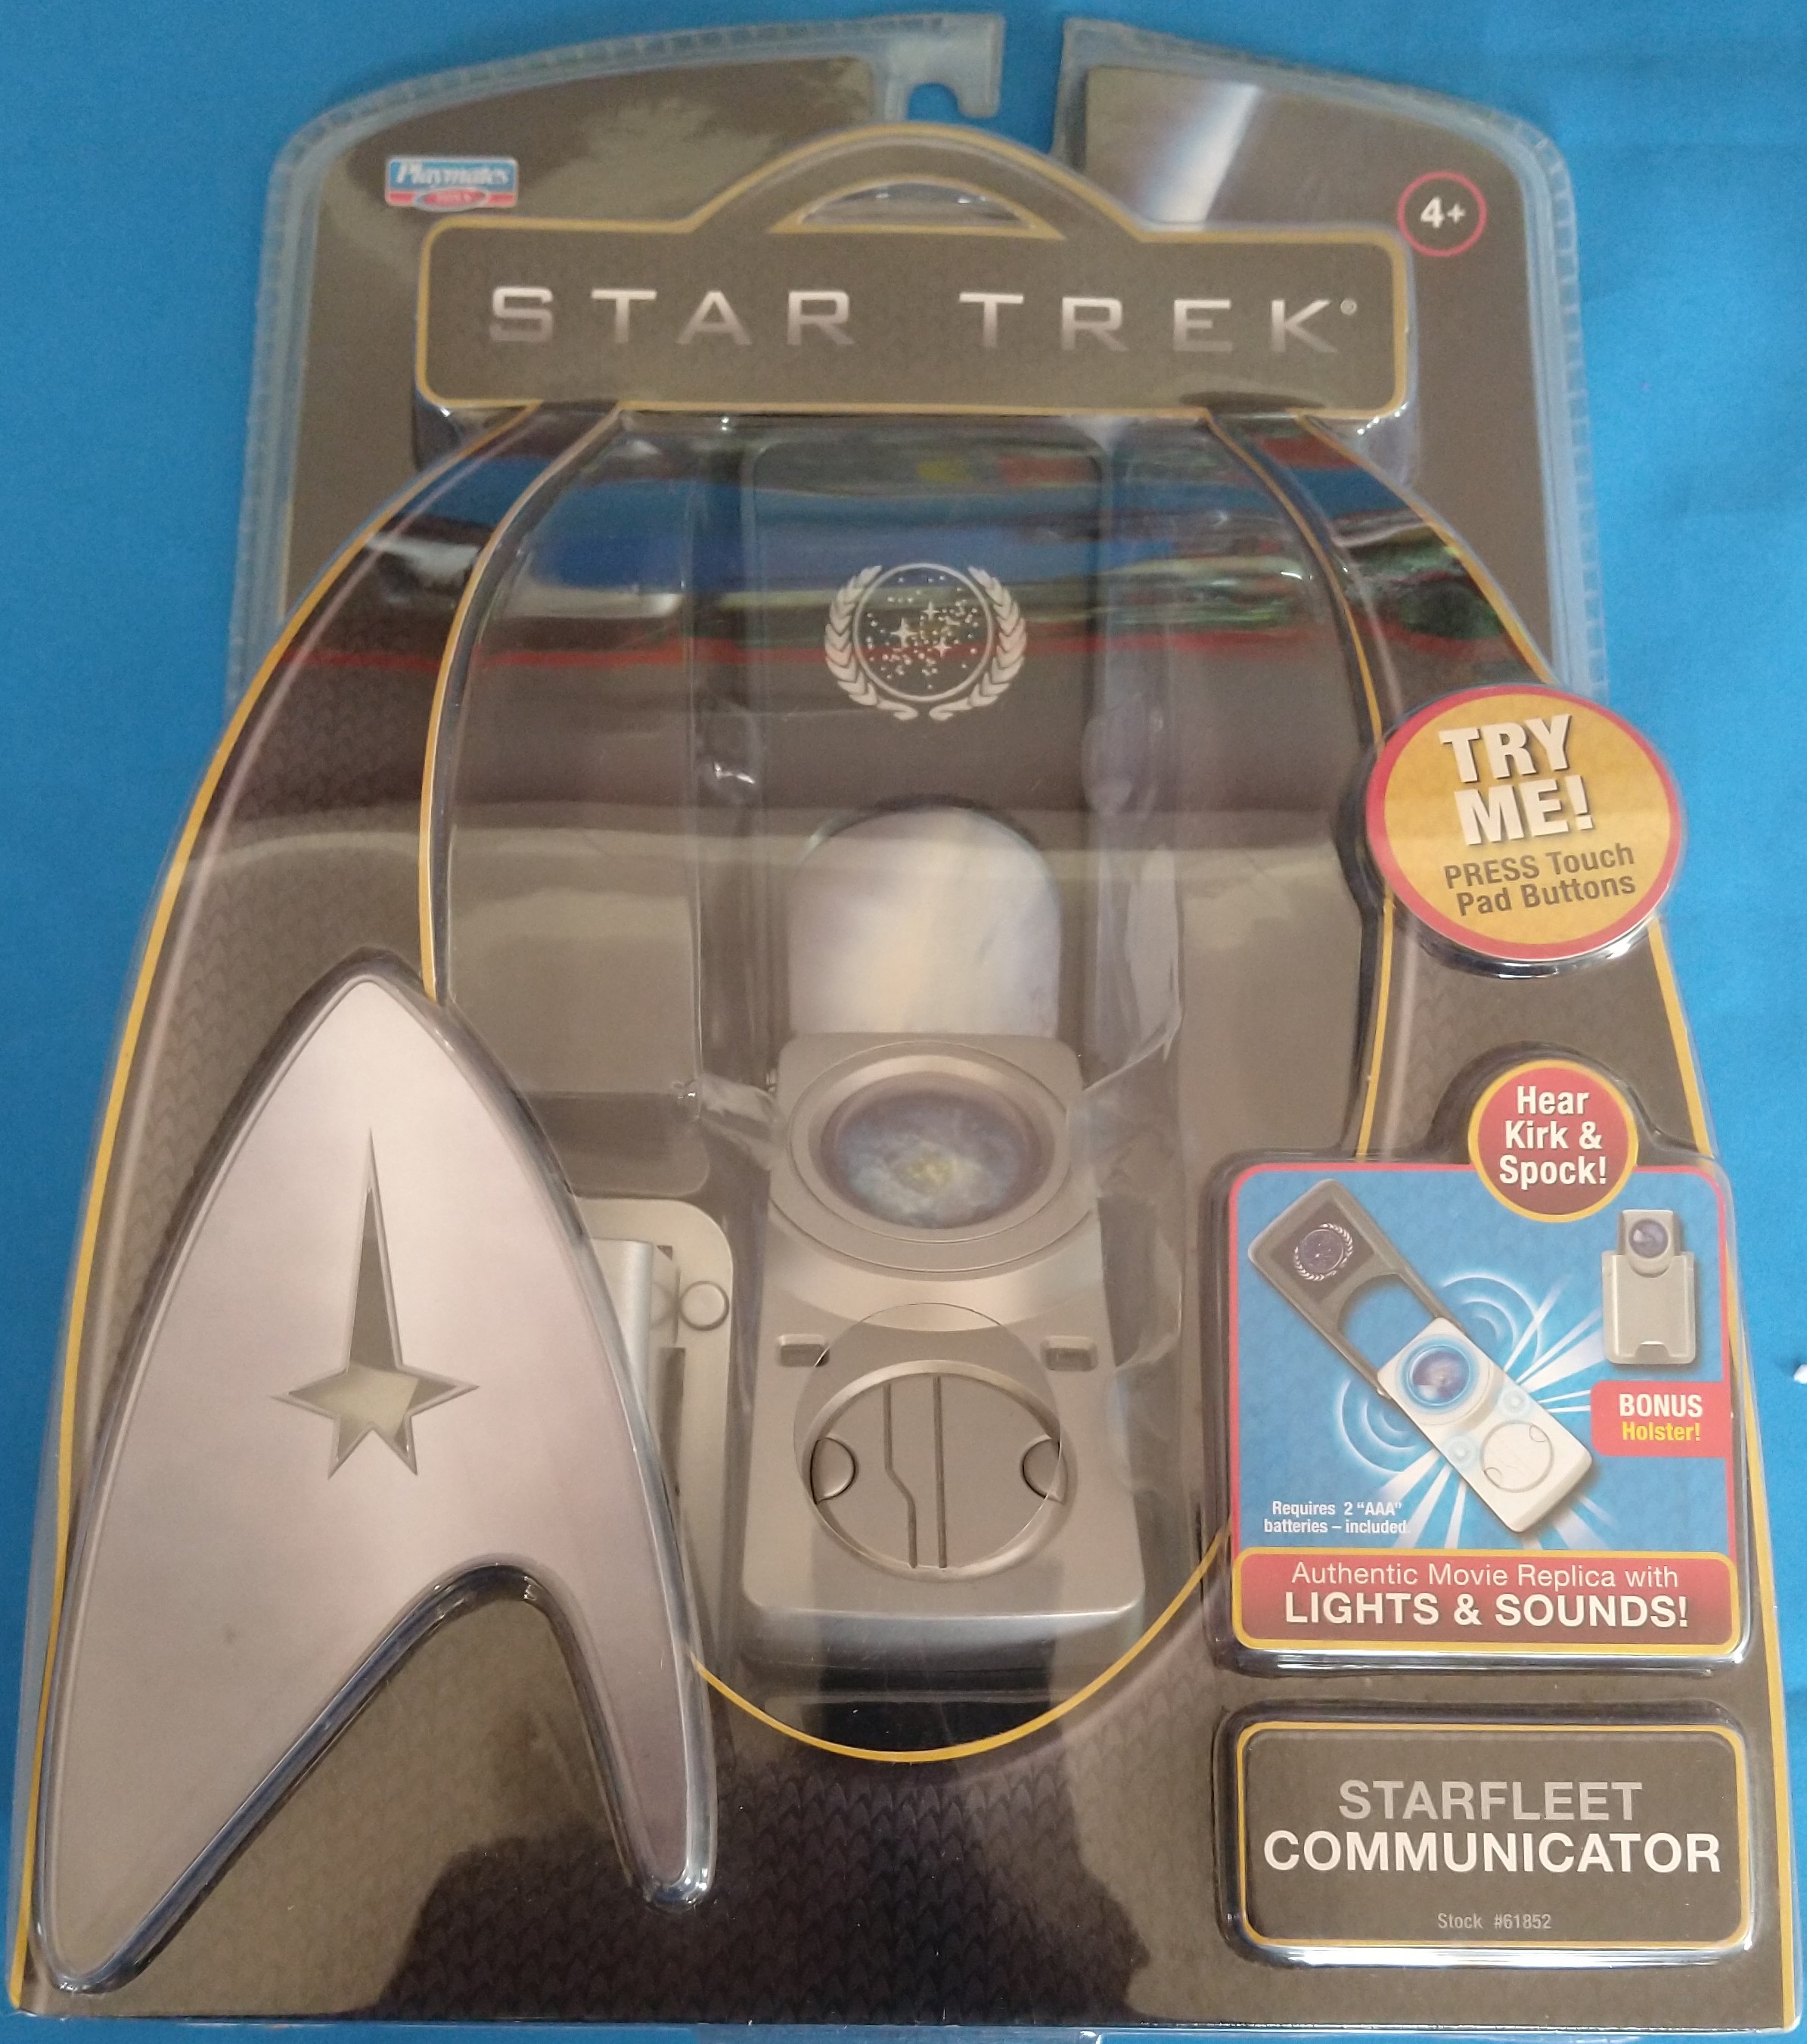 Playmates
TOYS
4+
STAR TREK®
TRY
ME!
PRESS Touch
Pad Buttons
Hear
Kirk &
Spock!
BONUS
Holster!
Requires 2 "AAA"
batteries – included
Authentic Movie Replica with
LIGHTS & SOUNDS!
STARFLEET
COMMUNICATOR
Stock #61852